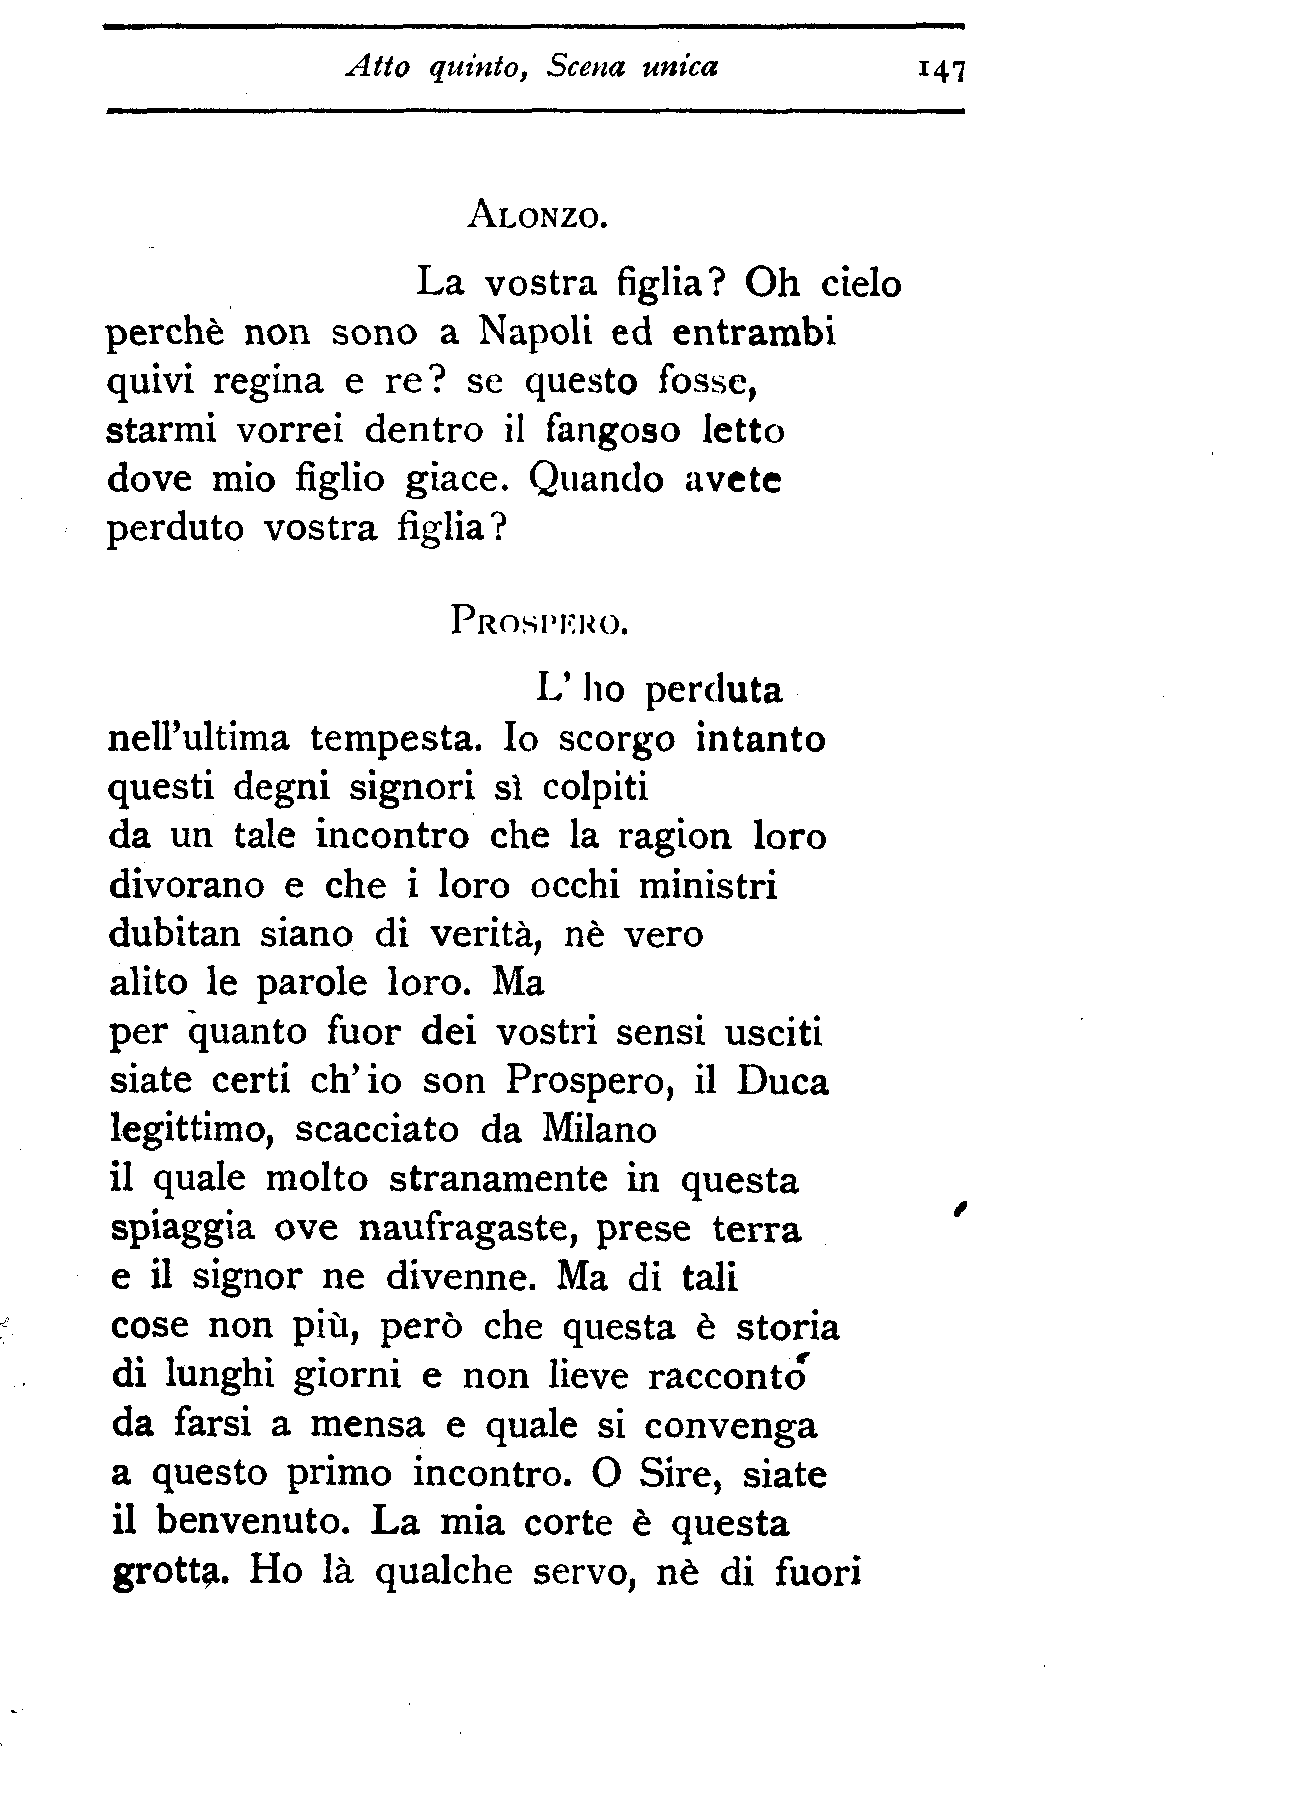 Atto quinto, Scena unica 147
ALONZO.
La vostra figlia? Oh cielo
perchè non sono a Napoli ed entrambi
quivi regina e re? se questo fosse,
starmi vorrei dentro il fangoso letto
dove mio figlio giace. Quando avete
perduto vostra figlia?
PROSPERO.
L' ho perduta
nell'ultima tempesta. Io scorgo intanto
questi degni signori sì colpiti
da un tale incontro che la ragion loro
divorano e che i loro occhi ministri
dubitan siano di verità, nè vero
alito le parole loro. Ma
per quanto fuor dei vostri sensi usciti
siate certi ch' io son Prospero, il Duca
legittimo, scacciato da Milano
il quale molto stranamente in questa
spiaggia ove naufragaste, prese terra
e il signor ne divenne. Ma di tali
cose non più, però che questa è storia
di lunghi giorni e non lieve racconto
da farsi a mensa e quale si convenga
a questo primo incontro. O Sire, siate
il benvenuto. La mia corte è questa
grotta. Ho là qualche servo, nè di fuori